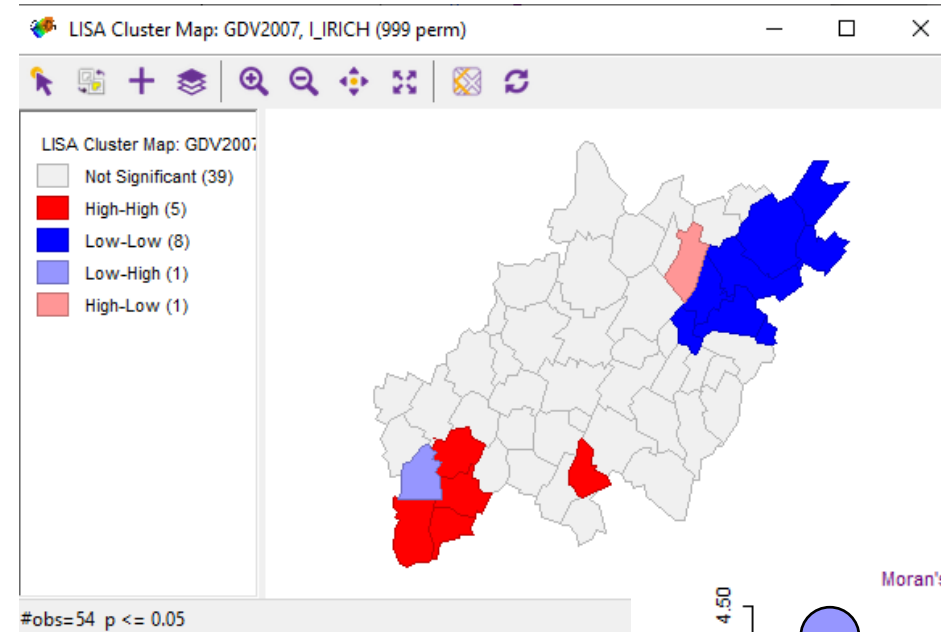 LISA Cluster Map: GDV2007, I_IRICH (999 perm)
LISA Cluster Map: GDV2007
Not Significant (39)
High-High (5)
Low-Low (8)
Low-High (1)
High-Low (1)
Moran's
4.50
#obs=54 p <= 0.05